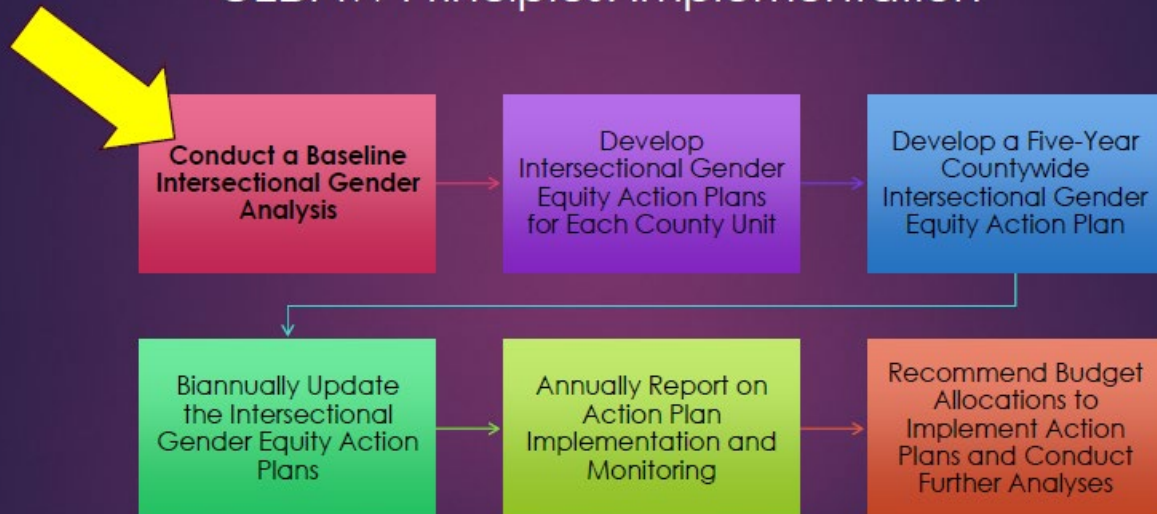 Conduct a Baseline
Intersectional Gender
Analysis
Develop
Intersectional Gender
Equity Action Plans
for Each County Unit
Develop a Five-Year
Countywide
Intersectional Gender
Equity Action Plan
Biannually Update
the Intersectional
Gender Equity Action
Plans
Annually Report on
Action Plan
Implementation and
Monitoring
Recommend Budget
Allocations to
Implement Action
Plans and Conduct
Further Analyses